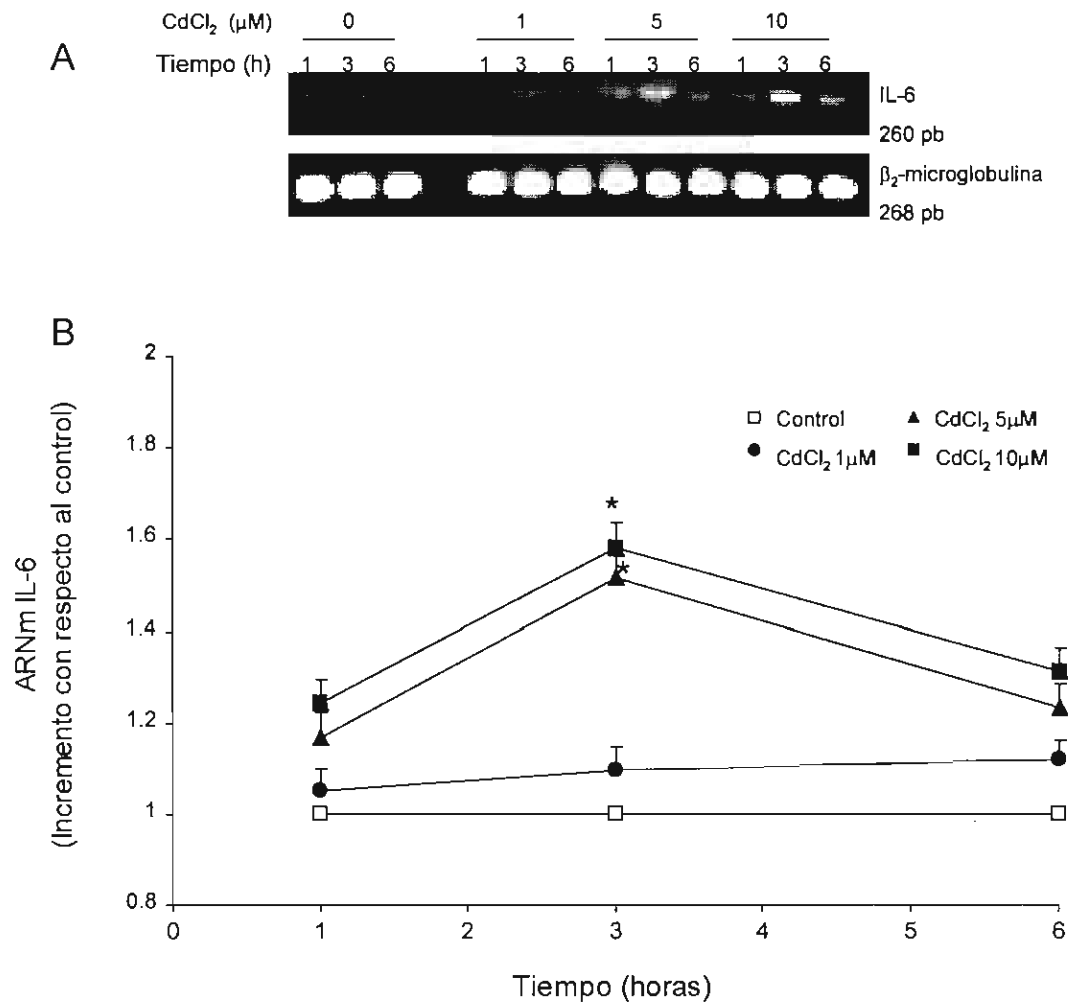 CdCl₂ (μM) 0 1 5 10
A
Tiempo (h) 1 3 6 1 3 6 1 3 6 1 3 6
IL-6
260 pb
β₂-microglobulina
268 pb
B
2
1.8
1.6
1.4
1.2
1
0.8
ARNm IL-6
(Incremento con respecto al control)
Control
CdCl₂ 5μM
CdCl₂ 1μM
CdCl₂ 10μM
*
*
0 1 2 3 4 5 6
Tiempo (horas)